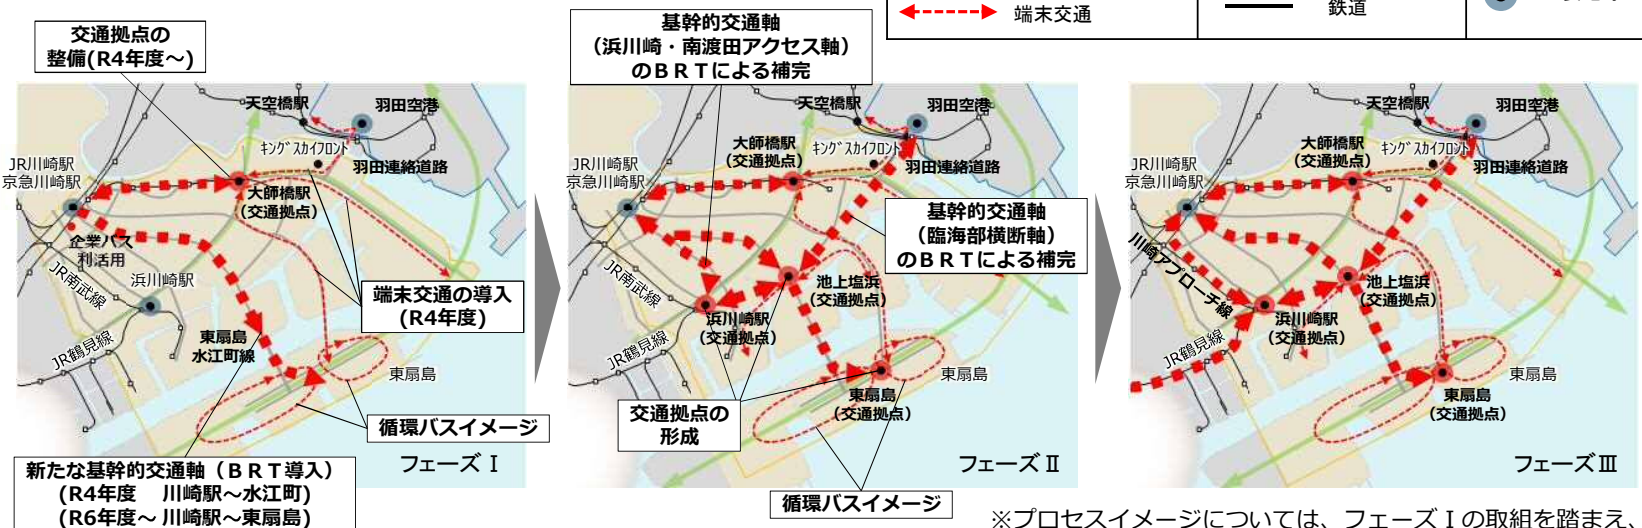 端末交通
鉄道
交通拠点の
整備(R4年度～)
天空橋駅
羽田空港
キングスカイフロント
羽田連絡道路
JR川崎駅
京急川崎駅
大師橋駅
(交通拠点)
企業バス
利活用
JR南武線
浜川崎駅
端末交通の導入
(R4年度)
東扇島
水江町線
JR鶴見線
東扇島
循環バスイメージ
新たな基幹的交通軸（BRT導入）
(R4年度　川崎駅～水江町)
(R6年度～ 川崎駅～東扇島)
フェーズⅠ
基幹的交通軸
（浜川崎・南渡田アクセス軸）
のBRTによる補完
天空橋駅
羽田空港
大師橋駅
(交通拠点)
キングスカイフロント
羽田連絡道路
JR川崎駅
京急川崎駅
基幹的交通軸
（臨海部横断軸）
のBRTによる補完
池上塩浜
(交通拠点)
JR南武線
浜川崎駅
(交通拠点)
JR鶴見線
東扇島
東扇島
(交通拠点)
交通拠点の
形成
循環バスイメージ
フェーズⅡ
天空橋駅
羽田空港
大師橋駅
(交通拠点)
キングスカイフロント
羽田連絡道路
JR川崎駅
京急川崎駅
川崎アプローチ線
池上塩浜
(交通拠点)
浜川崎駅
(交通拠点)
JR鶴見線
東扇島
東扇島
(交通拠点)
フェーズⅢ
※プロセスイメージについては、フェーズⅠの取組を踏まえ、